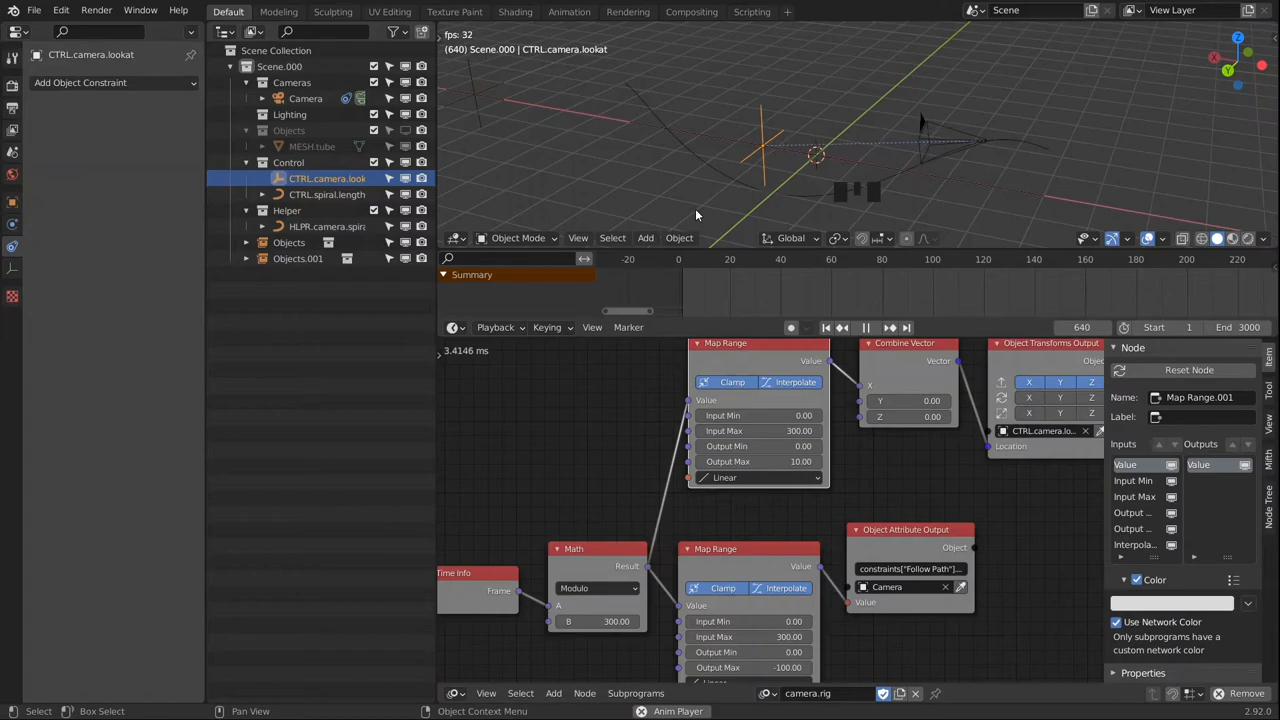 File Edit Render Window Help Default Modeling Sculpting UV Editing Texture Paint Shading Animation Rendering Compositing Scripting + Scene View Layer
CTRL.camera.lookat
Add Object Constraint
Scene Collection
Scene.000
Cameras
Camera
Lighting
Objects
MESH.tube
Control
CTRL.camera.look
CTRL.spiral.length
Helper
HLPR.camera.spira
Objects
Objects.001
fps: 32
(640) Scene.000 | CTRL.camera.lookat
Z
X
Y
Object Mode View Select Add Object Global
-20 0 20 40 60 80 100 120 140 160 180 200 220
Summary
Playback Keying View Marker 640 Start 1 End 3000
3.4146 ms
Map Range
Value
Clamp Interpolate
Value
Input Min 0.00
Input Max 300.00
Output Min 0.00
Output Max 10.00
Linear
Combine Vector
Vector
X
Y 0.00
Z 0.00
Object Transforms Output
Objec
X Y Z
X Y Z
X Y Z
CTRL.camera.lo...
Location
Time Info
Frame
Math
Result
Modulo
A
B 300.00
Map Range
Value
Clamp Interpolate
Value
Input Min 0.00
Input Max 300.00
Output Min 0.00
Output Max -100.00
Linear
Object Attribute Output
Object
constraints["Follow Path"]....
Camera
Value
Node
Reset Node
Name: Map Range.001
Label:
Inputs Outputs
Value Value
Input Min
Input Max
Output ...
Output ...
Interpola...
Color
Use Network Color
Only subprograms have a
custom network color
Properties
Item
Tool
View
Mith
Node Tree
View Select Add Node Subprograms camera.rig Remove
Select Box Select Pan View Object Context Menu Anim Player 2.92.0